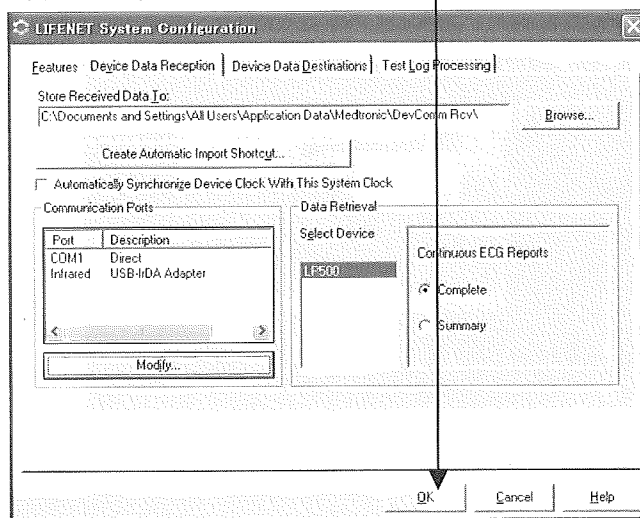 LIFENET System Configuration
Features Device Data Reception Device Data Destinations Test Log Processing
Store Received Data To:
C:\Documents and Settings\All Users\Application Data\Medtronic\DevComm Rcv\ Browse...
Create Automatic Import Shortcut...
Automatically Synchronize Device Clock With This System Clock
Communication Ports
Port Description
COM1 Direct
Infrared USB-IrDA Adapter
Modify...
Data Retrieval
Select Device
LP500
Continuous ECG Reports
Complete
Summary
OK Cancel Help